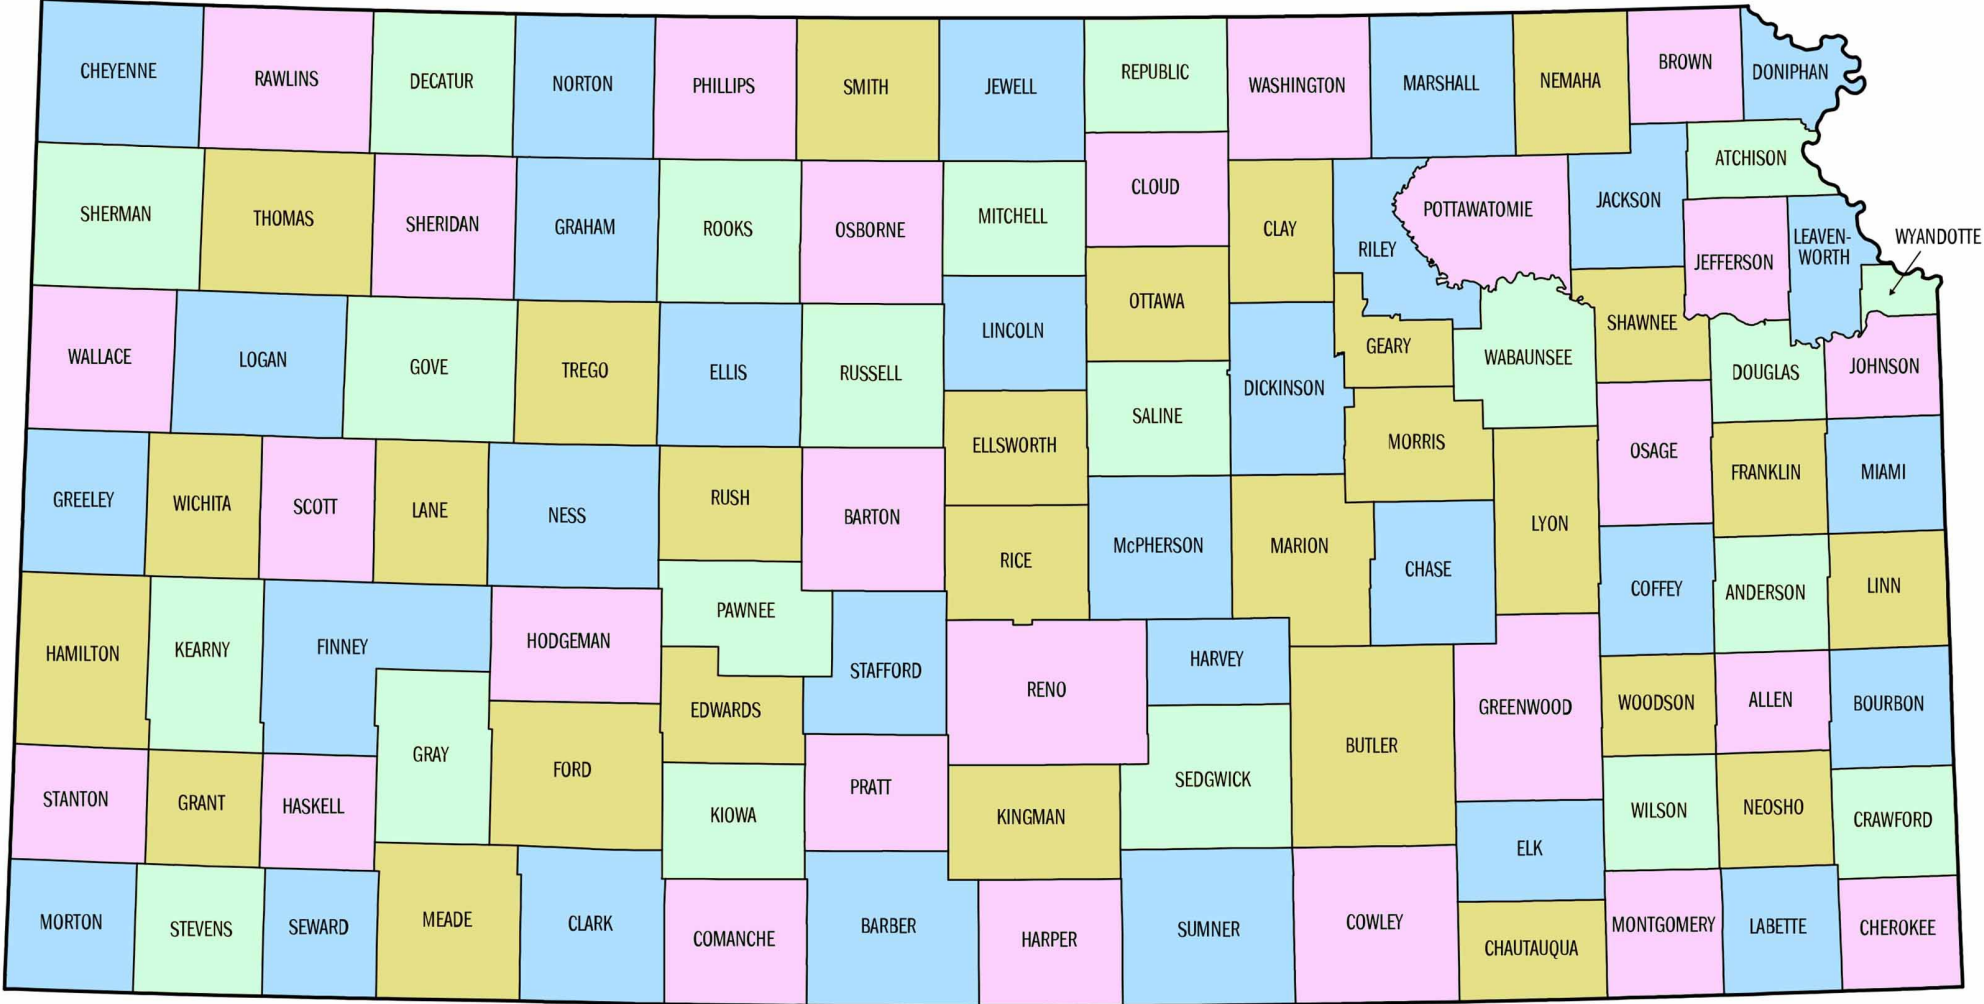 CHEYENNE
RAWLINS
DECATUR
NORTON
PHILLIPS
SMITH
JEWELL
REPUBLIC
WASHINGTON
MARSHALL
NEMAHA
BROWN
DONIPHAN
SHERMAN
THOMAS
SHERIDAN
GRAHAM
ROOKS
OSBORNE
MITCHELL
CLOUD
CLAY
RILEY
POTTAWATOMIE
JACKSON
ATCHISON
JEFFERSON
LEAVEN-
WORTH
WYANDOTTE
WALLACE
LOGAN
GOVE
TREGO
ELLIS
RUSSELL
LINCOLN
OTTAWA
DICKINSON
GEARY
WABAUNSEE
SHAWNEE
DOUGLAS
JOHNSON
ELLSWORTH
SALINE
MORRIS
OSAGE
FRANKLIN
MIAMI
GREELEY
WICHITA
SCOTT
LANE
NESS
RUSH
BARTON
RICE
McPHERSON
MARION
CHASE
LYON
COFFEY
ANDERSON
LINN
HAMILTON
KEARNY
FINNEY
HODGEMAN
PAWNEE
STAFFORD
RENO
HARVEY
GREENWOOD
WOODSON
ALLEN
BOURBON
GRAY
FORD
EDWARDS
SEDGWICK
BUTLER
STANTON
GRANT
HASKELL
KIOWA
PRATT
KINGMAN
ELK
WILSON
NEOSHO
CRAWFORD
MORTON
STEVENS
SEWARD
MEADE
CLARK
COMANCHE
BARBER
HARPER
SUMNER
COWLEY
CHAUTAUQUA
MONTGOMERY
LABETTE
CHEROKEE